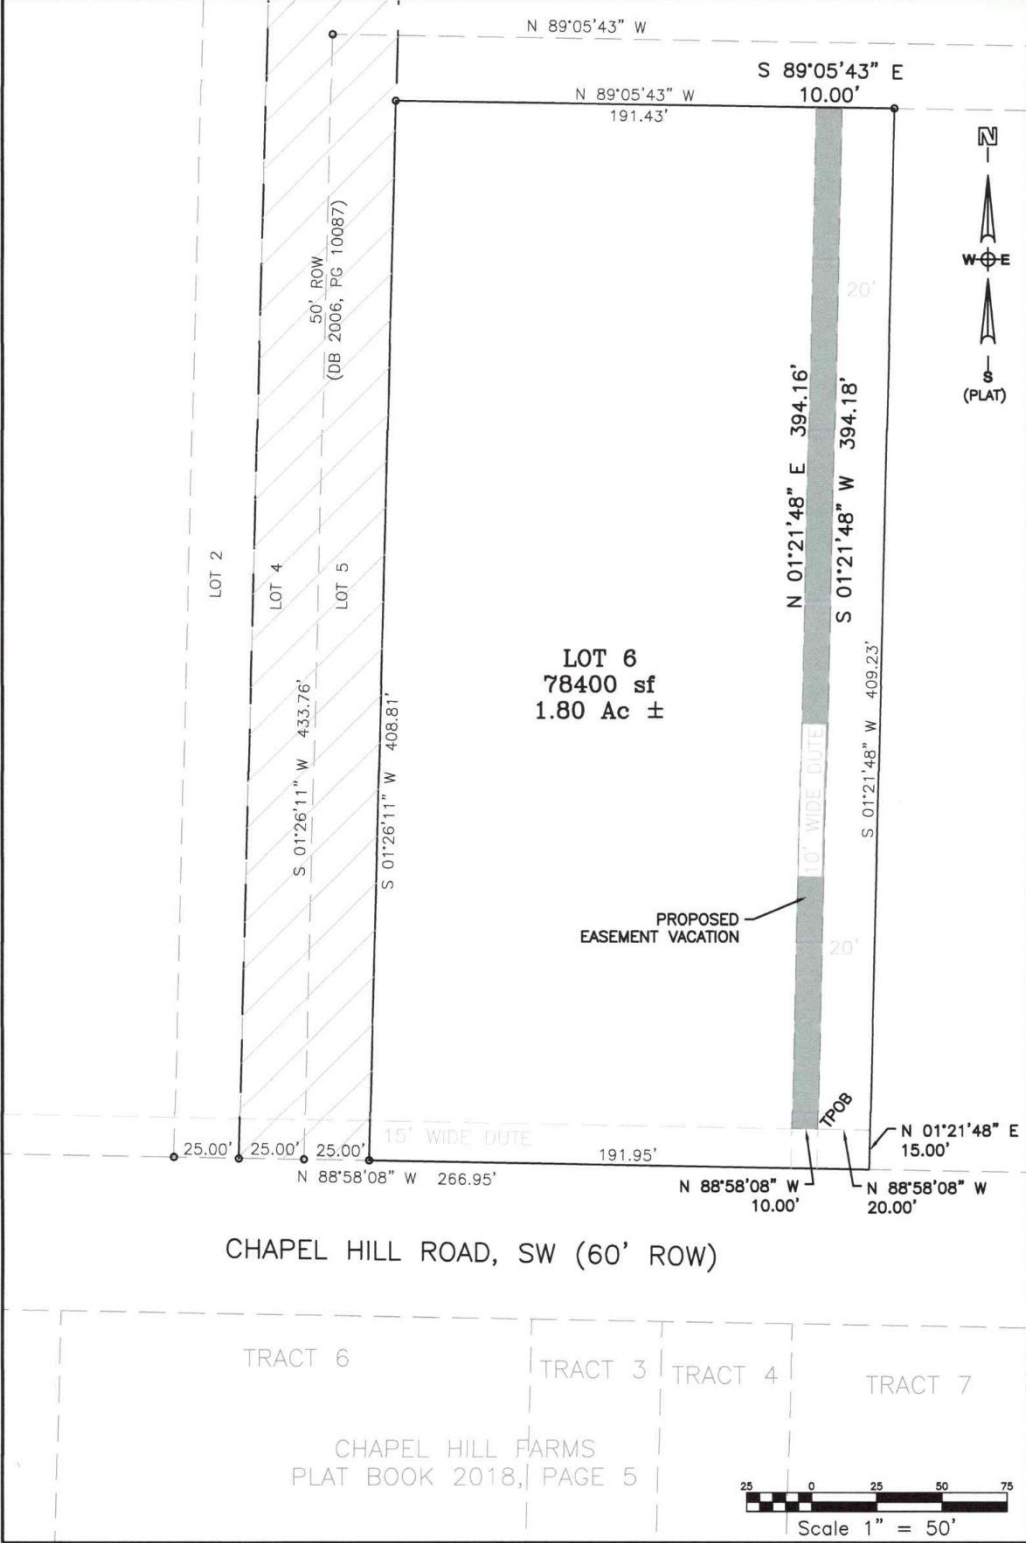 N 89°05'43" W
S 89°05'43" E
10.00'
N 89°05'43" W
191.43'
N
W E
S
(PLAT)
50' ROW
(DB 2006, PG 10087)
20'
N 01°21'48" E 394.16'
S 01°21'48" W 394.18'
LOT 2
LOT 4
LOT 5
LOT 6
78400 sf
1.80 Ac ±
S 01°26'11" W 433.76'
S 01°26'11" W 408.81'
S 01°21'48" W 409.23'
10' WIDE DUTE
PROPOSED
EASEMENT VACATION
20'
TPOB
N 01°21'48" E
15.00'
15' WIDE DUTE
25.00'
25.00'
25.00'
191.95'
N 88°58'08" W 266.95'
N 88°58'08" W
10.00'
N 88°58'08" W
20.00'
CHAPEL HILL ROAD, SW (60' ROW)
TRACT 6
TRACT 3
TRACT 4
TRACT 7
CHAPEL HILL FARMS
PLAT BOOK 2018, PAGE 5
25 0 25 50 75
Scale 1" = 50'